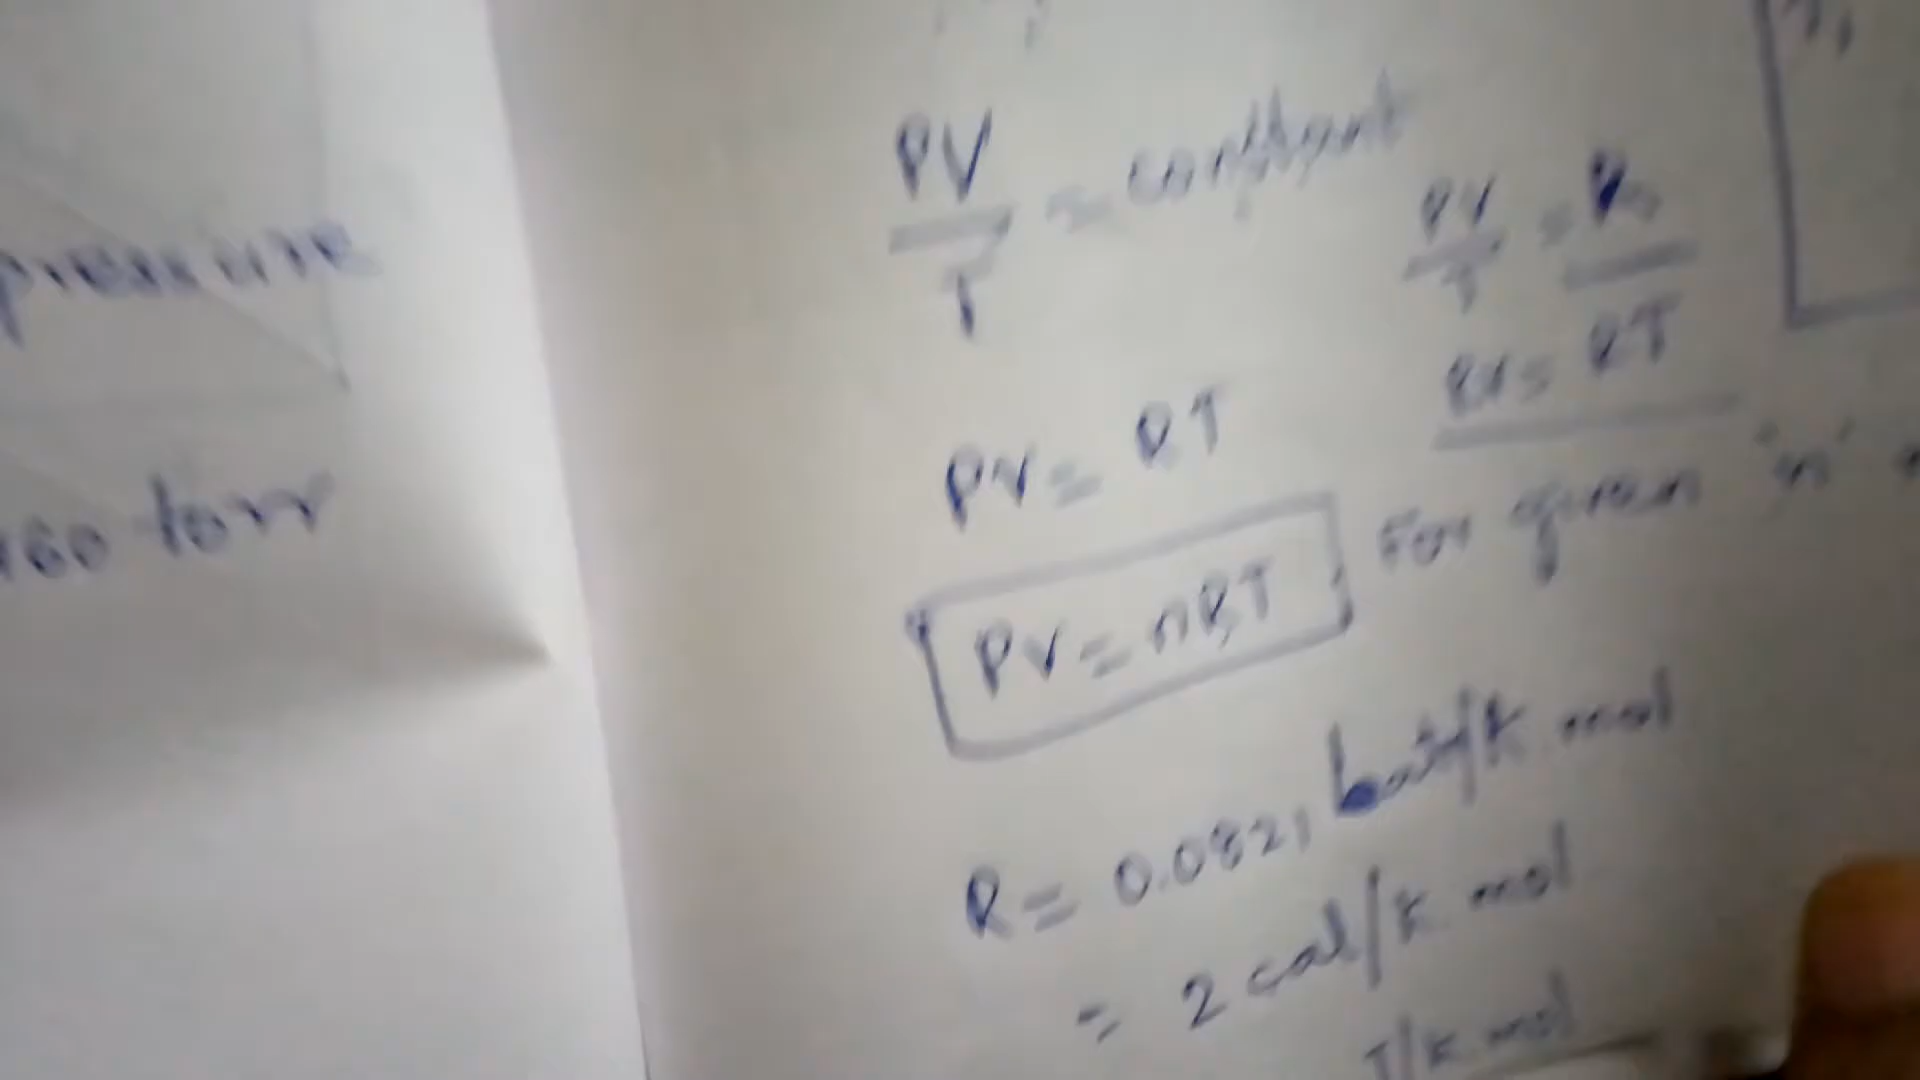 pressure
760 torr
PV/T = constant
PV/T = R
PV = RT
PV = RT
PV = nRT For given 'n'
R = 0.0821 /K mol
= 2 cal/K mol
J/K mol